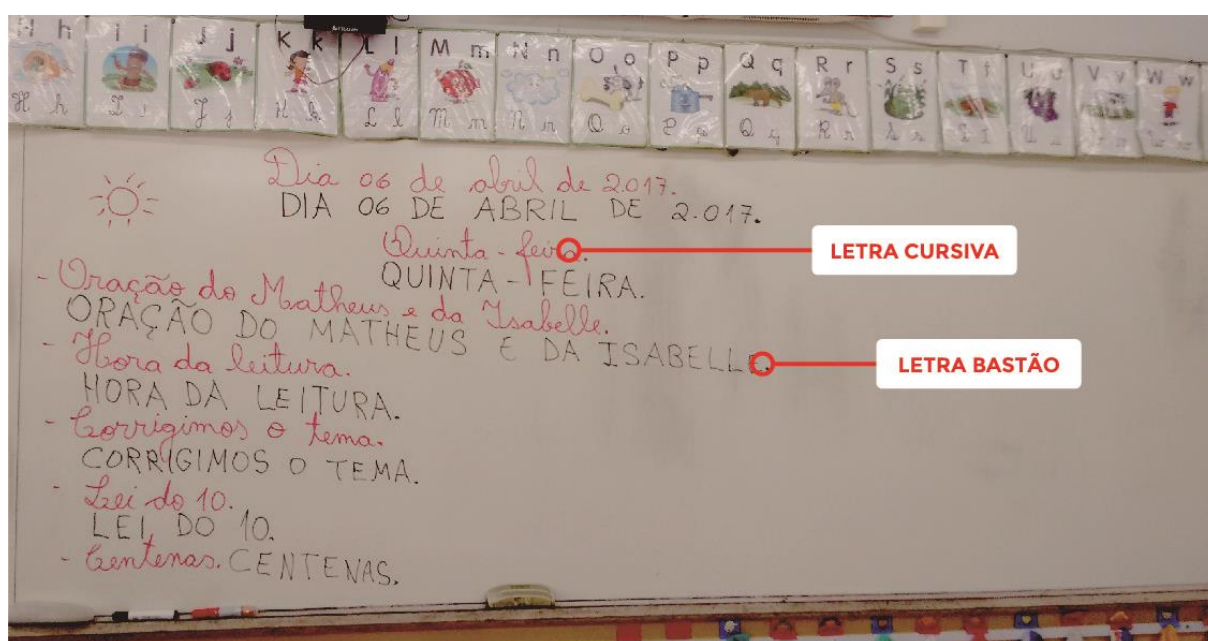 H h I i J j K k L l M m N n O o P p Q q R r S s T t U u V v W w
H h I i J j K k L l M m N n O o P p Q q R r S s T t U u
Dia 06 de abril de 2.017.
DIA 06 DE ABRIL DE 2.017.
Quinta-feira.
LETRA CURSIVA
QUINTA-FEIRA.
- Oração do Matheus e da Isabelle.
ORAÇÃO DO MATHEUS E DA ISABELLE.
LETRA BASTÃO
- Hora da leitura.
HORA DA LEITURA.
- Corrigimos o tema.
CORRIGIMOS O TEMA.
- Lei do 10.
LEI DO 10.
- Centenas. CENTENAS.